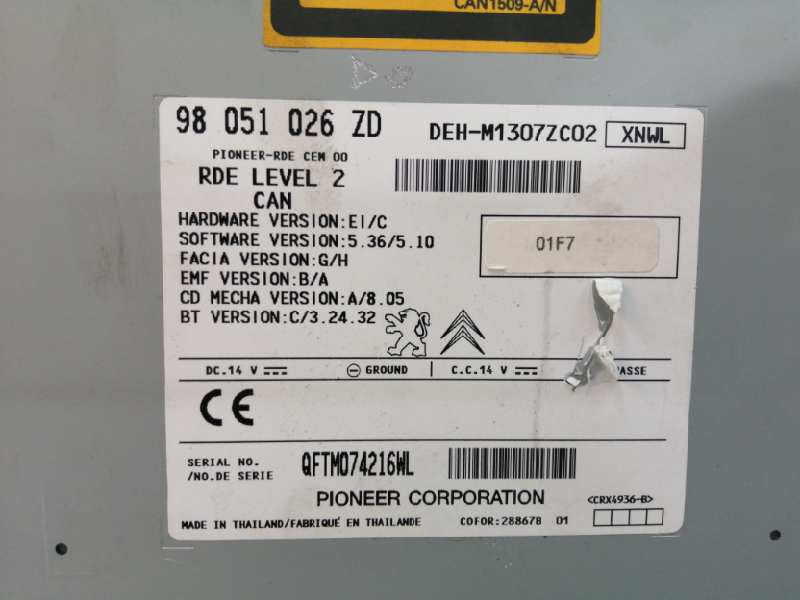 CAN1509-A/N
98 051 026 ZD DEH-M1307ZC02 XNWL
PIONEER-RDE CEM 00
RDE LEVEL 2
CAN
HARDWARE VERSION:EI/C
SOFTWARE VERSION:5.36/5.10
01F7
FACIA VERSION:G/H
EMF VERSION:B/A
CD MECHA VERSION:A/8.05
BT VERSION:C/3.24.32
DC.14 V GROUND C.C.14 V
CE
SERIAL NO.
/NO.DE SERIE
QFTM074216WL
PIONEER CORPORATION <CRX4936-B>
MADE IN THAILAND/FABRIQUÉ EN THAILANDE COFOR:28867B 01